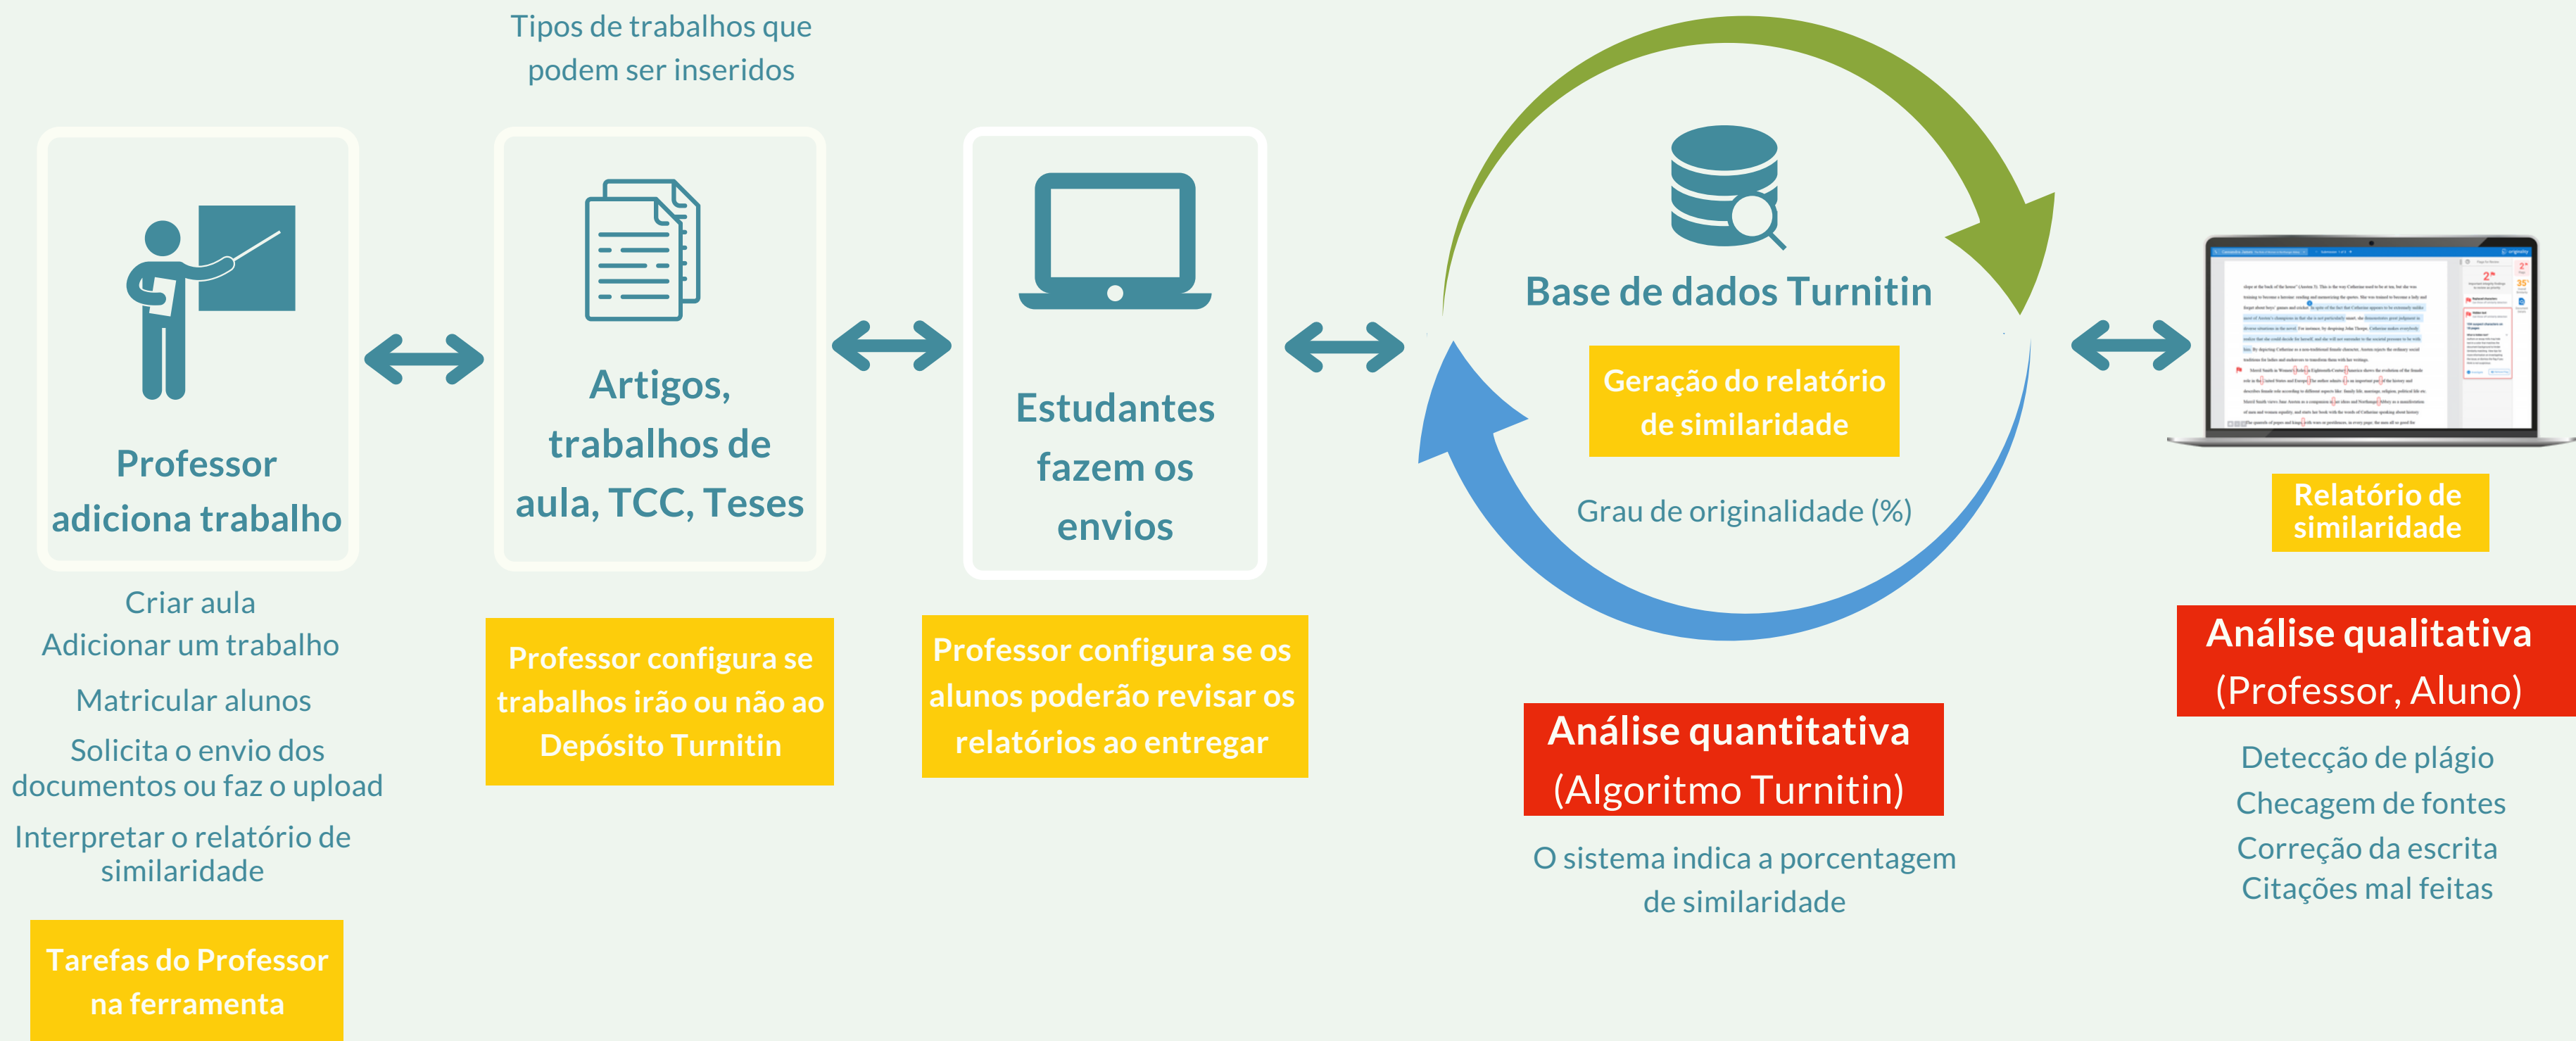 Tipos de trabalhos que
podem ser inseridos
Professor
adiciona trabalho
Criar aula
Adicionar um trabalho
Matricular alunos
Solicita o envio dos
documentos ou faz o upload
Interpretar o relatório de
similaridade
Tarefas do Professor
na ferramenta
Artigos,
trabalhos de
aula, TCC, Teses
Professor configura se
trabalhos irão ou não ao
Depósito Turnitin
Estudantes
fazem os
envios
Professor configura se os
alunos poderão revisar os
relatórios ao entregar
Base de dados Turnitin
Geração do relatório
de similaridade
Grau de originalidade (%)
Análise quantitativa
(Algoritmo Turnitin)
O sistema indica a porcentagem
de similaridade
Relatório de
similaridade
Análise qualitativa
(Professor, Aluno)
Detecção de plágio
Checagem de fontes
Correção da escrita
Citações mal feitas